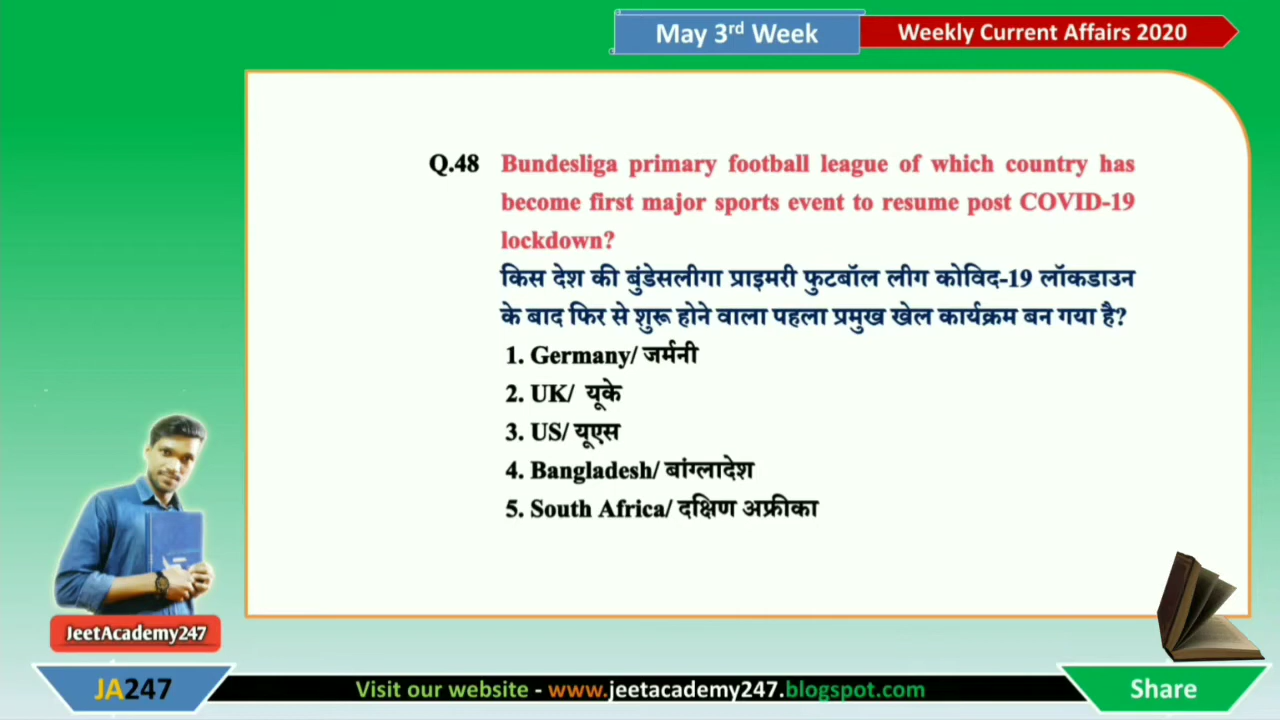 May 3rd Week
Weekly Current Affairs 2020
Q.48 Bundesliga primary football league of which country has
become first major sports event to resume post COVID-19
lockdown?
किस देश की बुंडेसलीगा प्राइमरी फुटबॉल लीग कोविद-19 लॉकडाउन
के बाद फिर से शुरू होने वाला पहला प्रमुख खेल कार्यक्रम बन गया है?
1. Germany/ जर्मनी
2. UK/ यूके
3. US/ यूएस
4. Bangladesh/ बांग्लादेश
5. South Africa/ दक्षिण अफ्रीका
JeetAcademy247
JA247
Visit our website - www.jeetacademy247.blogspot.com
Share